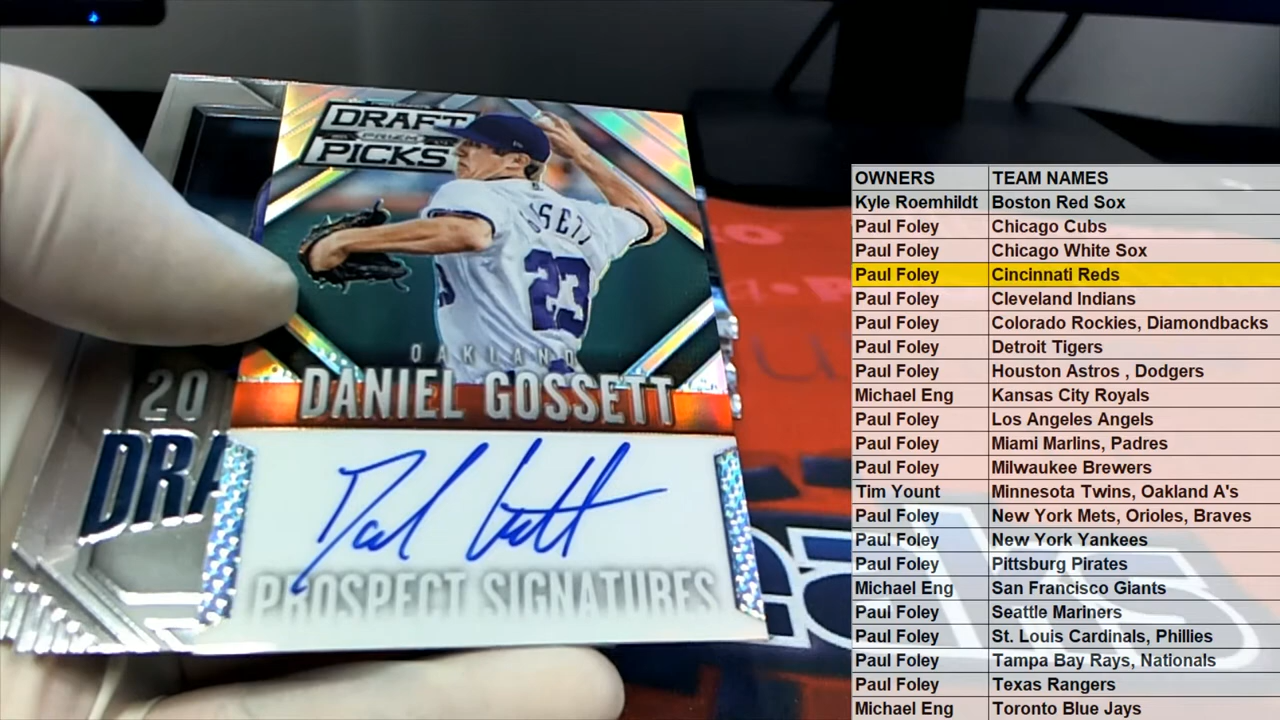 DRAFT
PRIZM
PICKS
GOSSETT
23
OAKLAND
DANIEL GOSSETT
PROSPECT SIGNATURES
20
DRA
OWNERS TEAM NAMES
Kyle Roemhildt Boston Red Sox
Paul Foley Chicago Cubs
Paul Foley Chicago White Sox
Paul Foley Cincinnati Reds
Paul Foley Cleveland Indians
Paul Foley Colorado Rockies, Diamondbacks
Paul Foley Detroit Tigers
Paul Foley Houston Astros , Dodgers
Michael Eng Kansas City Royals
Paul Foley Los Angeles Angels
Paul Foley Miami Marlins, Padres
Paul Foley Milwaukee Brewers
Tim Yount Minnesota Twins, Oakland A's
Paul Foley New York Mets, Orioles, Braves
Paul Foley New York Yankees
Paul Foley Pittsburg Pirates
Michael Eng San Francisco Giants
Paul Foley Seattle Mariners
Paul Foley St. Louis Cardinals, Phillies
Paul Foley Tampa Bay Rays, Nationals
Paul Foley Texas Rangers
Michael Eng Toronto Blue Jays